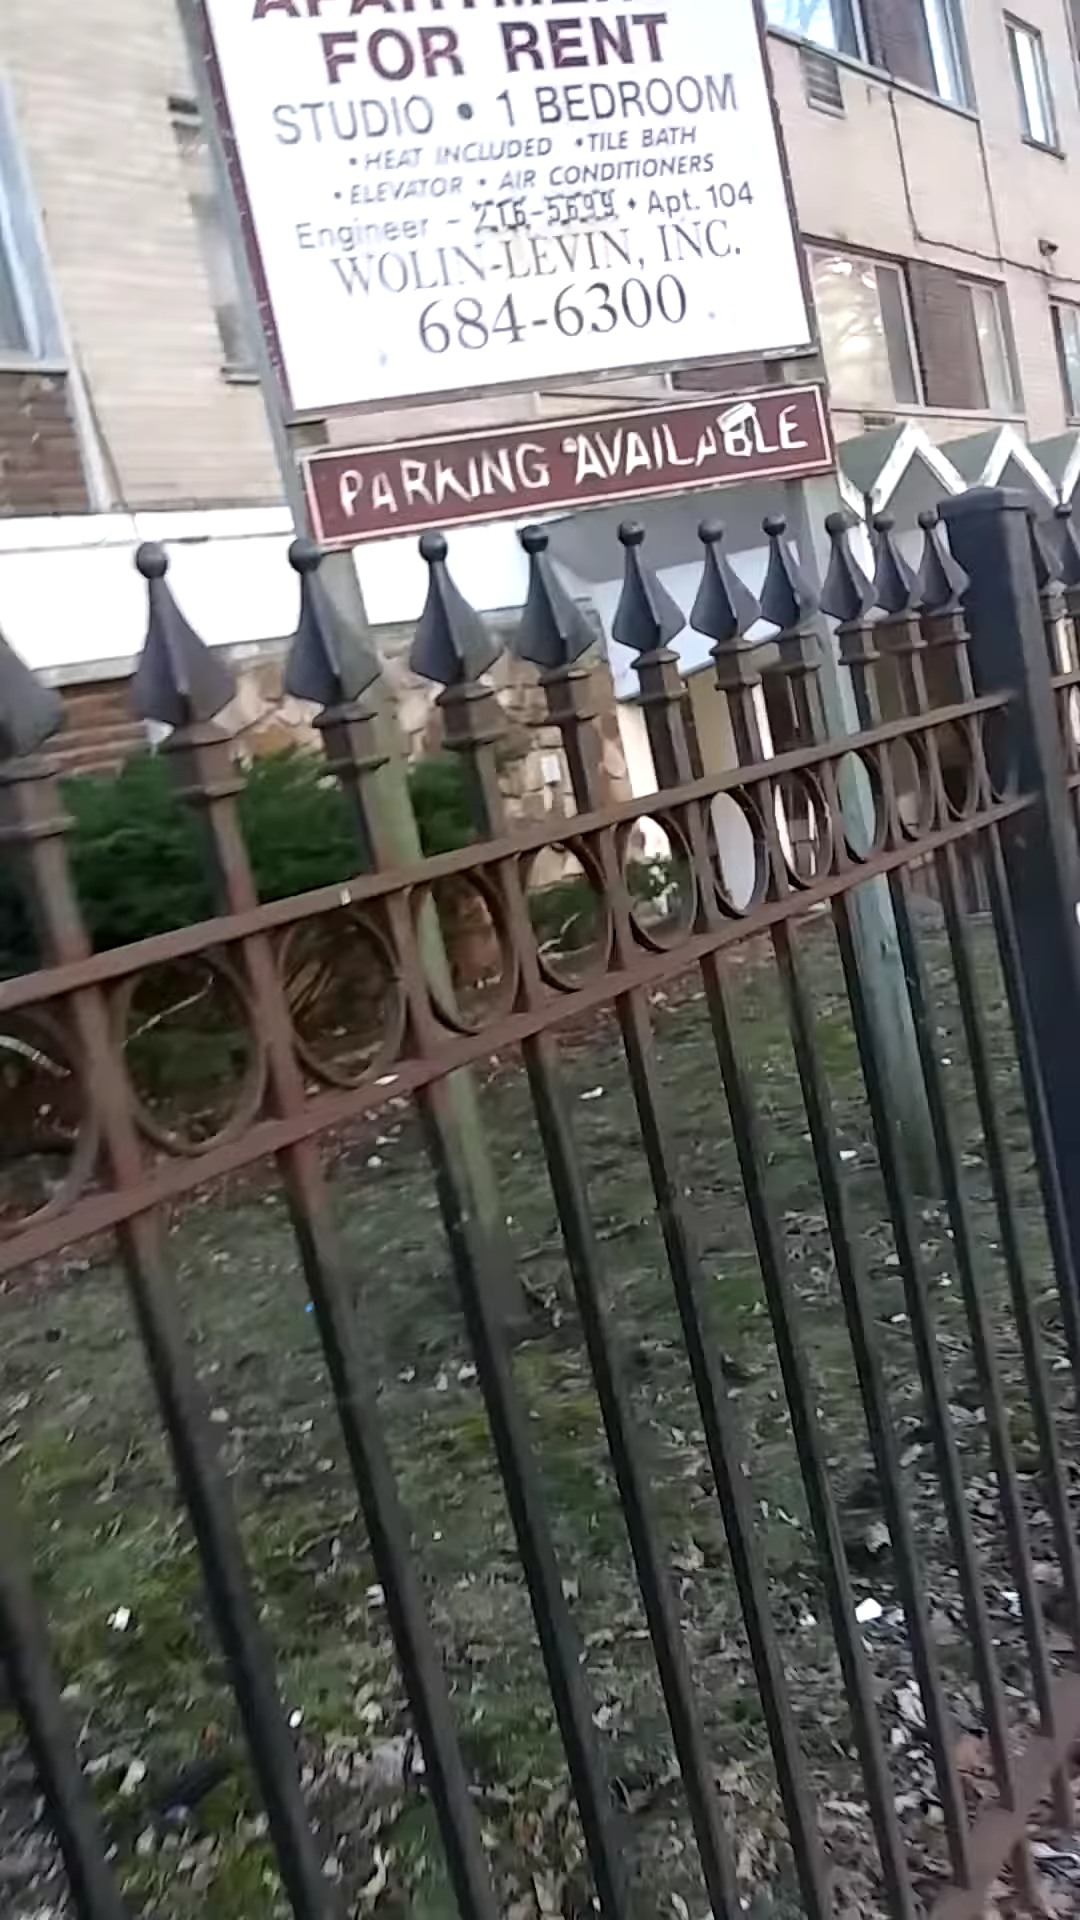 FOR RENT
STUDIO • 1 BEDROOM
• HEAT INCLUDED • TILE BATH
• ELEVATOR • AIR CONDITIONERS
Engineer - • Apt. 104
WOLIN-LEVIN, INC.
684-6300
PARKING AVAILABLE